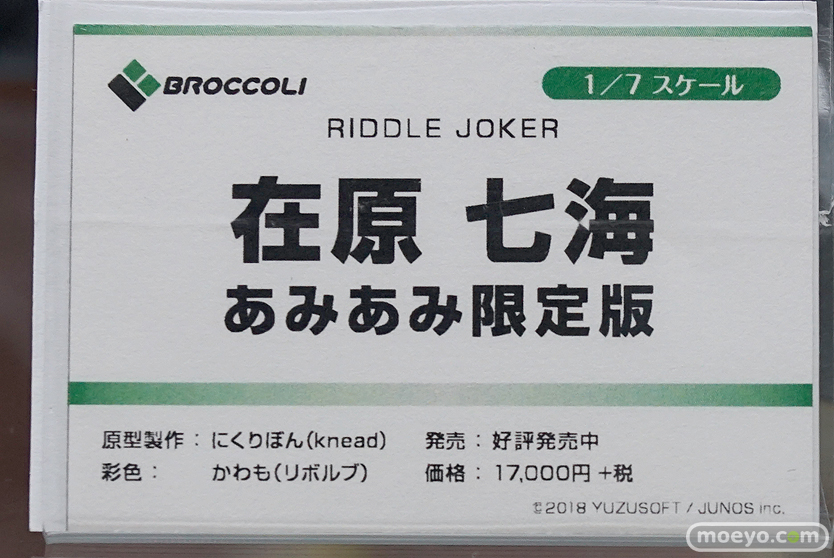 BROCCOLI
1/7 スケール
RIDDLE JOKER
在原 七海
あみあみ限定版
原型製作：にくりぼん(knead)
発売：好評発売中
彩色：かわも(リボルブ)
価格：17,000円+税
©2018 YUZUSOFT / JUNOS inc.
moeyo.com